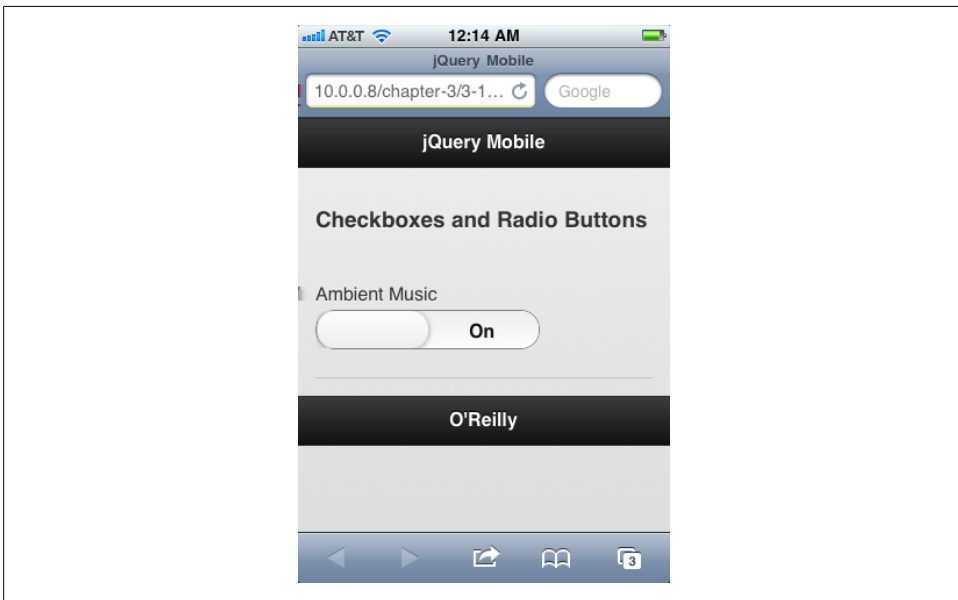 AT&T 12:14 AM
jQuery Mobile
10.0.0.8/chapter-3/3-1... Google
jQuery Mobile
Checkboxes and Radio Buttons
Ambient Music
On
O'Reilly
3